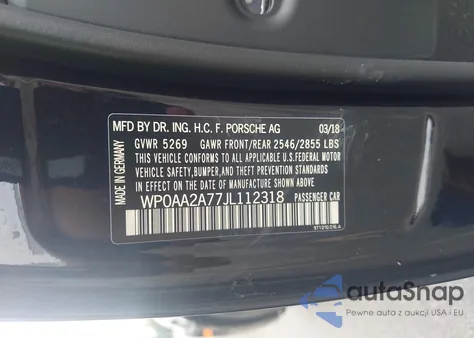 MFD BY DR. ING. H.C. F. PORSCHE AG 03/18
GVWR 5269 GAWR FRONT/REAR 2546/2855 LBS
THIS VEHICLE CONFORMS TO ALL APPLICABLE U.S. FEDERAL MOTOR
VEHICLE SAFETY, BUMPER, AND THEFT PREVENTION STANDARDS
IN EFFECT ON THE DATE OF MANUFACTURE SHOWN ABOVE.
WP0AA2A77JL112318 PASSENGER CAR
MADE IN GERMANY
autoSnap
Pewne auta z aukcji USA i EU